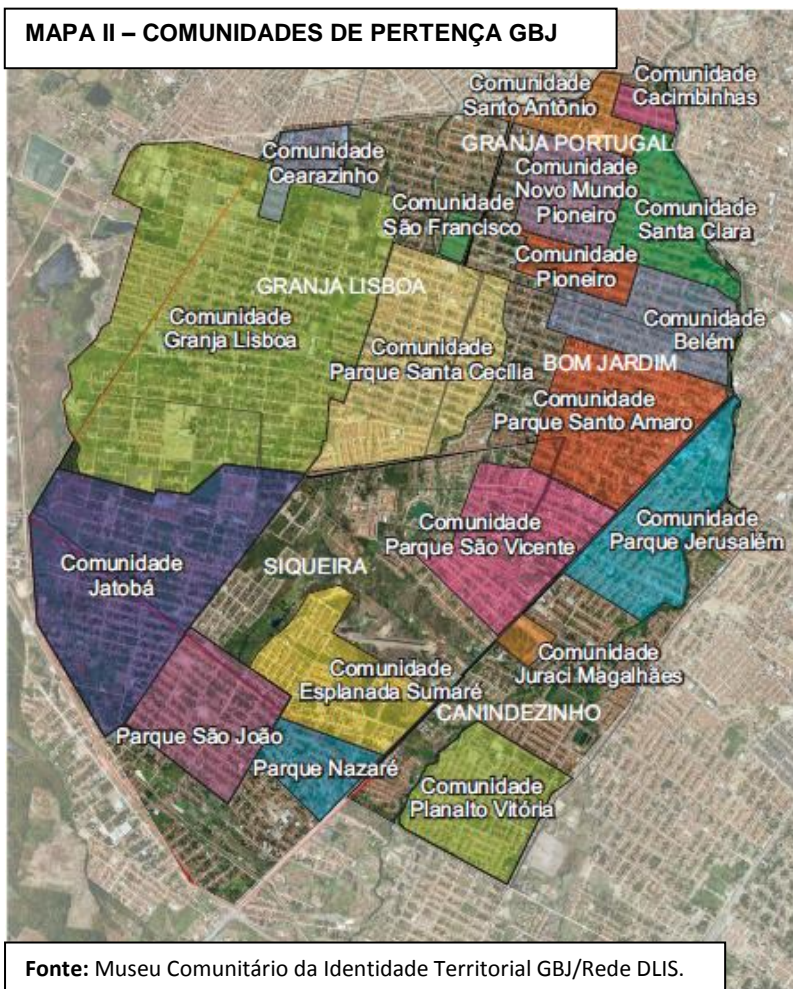 MAPA II – COMUNIDADES DE PERTENÇA GBJ
Comunidade
Cacimbinhas
Comunidade
Santo Antônio
GRANJA PORTUGAL
Comunidade
Cearazinho
Comunidade
Novo Mundo
Pioneiro
Comunidade
São Francisco
Comunidade
Santa Clara
Comunidade
Pioneiro
GRANJA LISBOA
Comunidade
Granja Lisboa
Comunidade
Belém
Comunidade
Parque Santa Cecília
BOM JARDIM
Comunidade
Parque Santo Amaro
Comunidade
Parque São Vicente
Comunidade
Parque Jerusalém
Comunidade
Jatobá
SIQUEIRA
Comunidade
Juraci Magalhães
Comunidade
Esplanada Sumaré
CANINDEZINHO
Parque São João
Parque Nazaré
Comunidade
Planalto Vitória
Fonte: Museu Comunitário da Identidade Territorial GBJ/Rede DLIS.